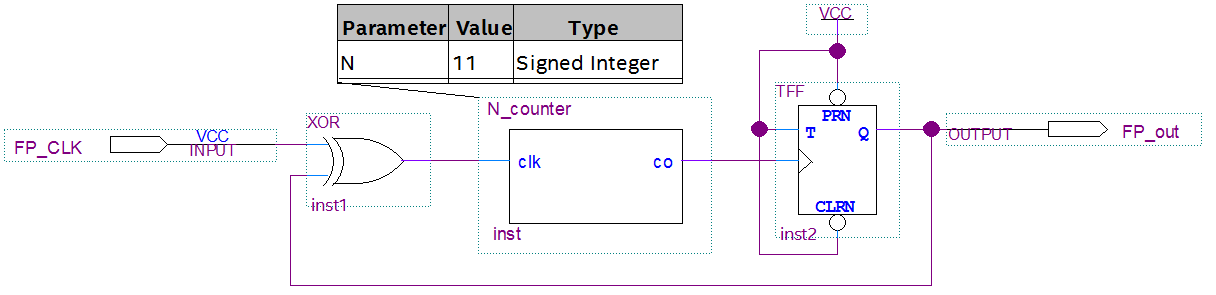 Parameter Value Type
N 11 Signed Integer
VCC
N_counter
TFF
XOR
PRN
FP_CLK
VCC
INPUT
T Q
OUTPUT
FP_out
clk co
CLRN
inst1
inst
inst2